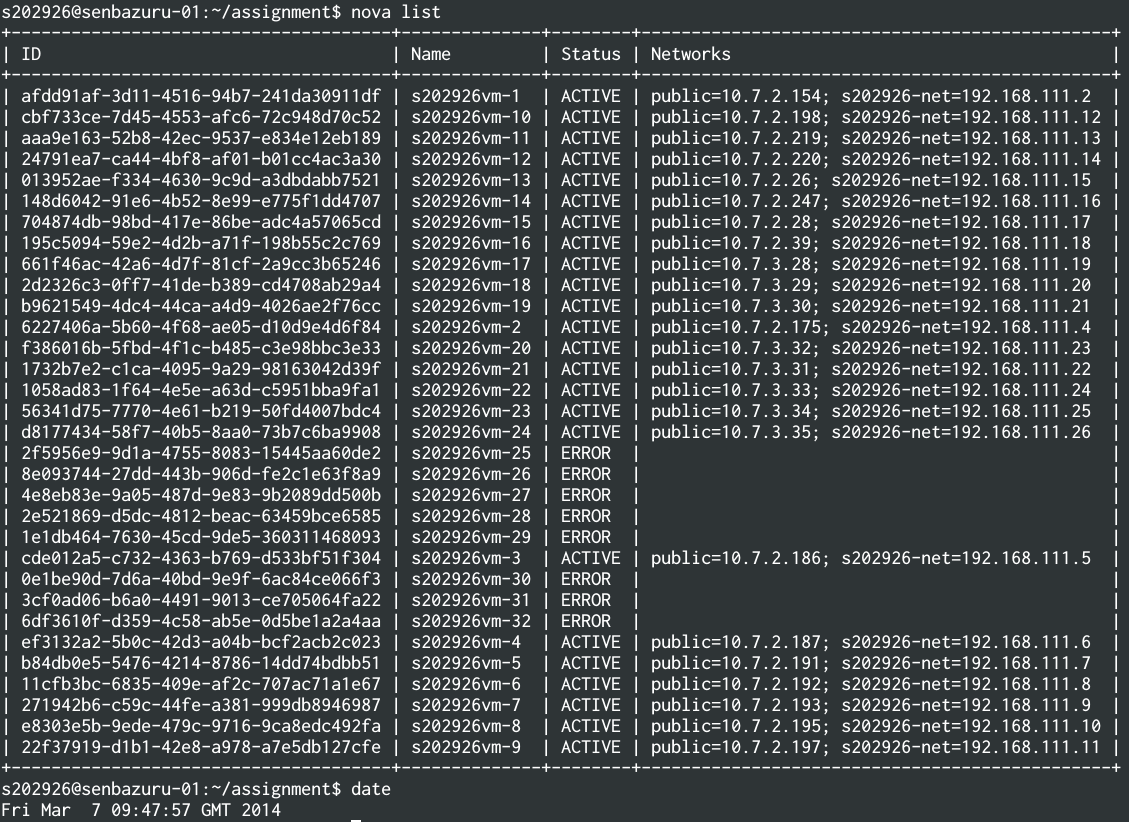 s202926@senbazuru-01:~/assignment$ nova list
+--------------------------------------+--------------+--------+-----------------------------------------------+
| ID                                   | Name         | Status | Networks                                      |
+--------------------------------------+--------------+--------+-----------------------------------------------+
| afdd91af-3d11-4516-94b7-241da30911df | s202926vm-1  | ACTIVE | public=10.7.2.154; s202926-net=192.168.111.2  |
| cbf733ce-7d45-4553-afc6-72c948d70c52 | s202926vm-10 | ACTIVE | public=10.7.2.198; s202926-net=192.168.111.12 |
| aaa9e163-52b8-42ec-9537-e834e12eb189 | s202926vm-11 | ACTIVE | public=10.7.2.219; s202926-net=192.168.111.13 |
| 24791ea7-ca44-4bf8-af01-b01cc4ac3a30 | s202926vm-12 | ACTIVE | public=10.7.2.220; s202926-net=192.168.111.14 |
| 013952ae-f334-4630-9c9d-a3dbdabb7521 | s202926vm-13 | ACTIVE | public=10.7.2.26; s202926-net=192.168.111.15  |
| 148d6042-91e6-4b52-8e99-e775f1dd4707 | s202926vm-14 | ACTIVE | public=10.7.2.247; s202926-net=192.168.111.16 |
| 704874db-98bd-417e-86be-adc4a57065cd | s202926vm-15 | ACTIVE | public=10.7.2.28; s202926-net=192.168.111.17  |
| 195c5094-59e2-4d2b-a71f-198b55c2c769 | s202926vm-16 | ACTIVE | public=10.7.2.39; s202926-net=192.168.111.18  |
| 661f46ac-42a6-4d7f-81cf-2a9cc3b65246 | s202926vm-17 | ACTIVE | public=10.7.3.28; s202926-net=192.168.111.19  |
| 2d2326c3-0ff7-41de-b389-cd4708ab29a4 | s202926vm-18 | ACTIVE | public=10.7.3.29; s202926-net=192.168.111.20  |
| b9621549-4dc4-44ca-a4d9-4026ae2f76cc | s202926vm-19 | ACTIVE | public=10.7.3.30; s202926-net=192.168.111.21  |
| 6227406a-5b60-4f68-ae05-d10d9e4d6f84 | s202926vm-2  | ACTIVE | public=10.7.2.175; s202926-net=192.168.111.4  |
| f386016b-5fbd-4f1c-b485-c3e98bbc3e33 | s202926vm-20 | ACTIVE | public=10.7.3.32; s202926-net=192.168.111.23  |
| 1732b7e2-c1ca-4095-9a29-98163042d39f | s202926vm-21 | ACTIVE | public=10.7.3.31; s202926-net=192.168.111.22  |
| 1058ad83-1f64-4e5e-a63d-c5951bba9fa1 | s202926vm-22 | ACTIVE | public=10.7.3.33; s202926-net=192.168.111.24  |
| 56341d75-7770-4e61-b219-50fd4007bdc4 | s202926vm-23 | ACTIVE | public=10.7.3.34; s202926-net=192.168.111.25  |
| d8177434-58f7-40b5-8aa0-73b7c6ba9908 | s202926vm-24 | ACTIVE | public=10.7.3.35; s202926-net=192.168.111.26  |
| 2f5956e9-9d1a-4755-8083-15445aa60de2 | s202926vm-25 | ERROR  |                                               |
| 8e093744-27dd-443b-906d-fe2c1e63f8a9 | s202926vm-26 | ERROR  |                                               |
| 4e8eb83e-9a05-487d-9e83-9b2089dd500b | s202926vm-27 | ERROR  |                                               |
| 2e521869-d5dc-4812-beac-63459bce6585 | s202926vm-28 | ERROR  |                                               |
| 1e1db464-7630-45cd-9de5-360311468093 | s202926vm-29 | ERROR  |                                               |
| cde012a5-c732-4363-b769-d533bf51f304 | s202926vm-3  | ACTIVE | public=10.7.2.186; s202926-net=192.168.111.5  |
| 0e1be90d-7d6a-40bd-9e9f-6ac84ce066f3 | s202926vm-30 | ERROR  |                                               |
| 3cf0ad06-b6a0-4491-9013-ce705064fa22 | s202926vm-31 | ERROR  |                                               |
| 6df3610f-d359-4c58-ab5e-0d5be1a2a4aa | s202926vm-32 | ERROR  |                                               |
| ef3132a2-5b0c-42d3-a04b-bcf2acb2c023 | s202926vm-4  | ACTIVE | public=10.7.2.187; s202926-net=192.168.111.6  |
| b84db0e5-5476-4214-8786-14dd74bdbb51 | s202926vm-5  | ACTIVE | public=10.7.2.191; s202926-net=192.168.111.7  |
| 11cfb3bc-6835-409e-af2c-707ac71a1e67 | s202926vm-6  | ACTIVE | public=10.7.2.192; s202926-net=192.168.111.8  |
| 271942b6-c59c-44fe-a381-999db8946987 | s202926vm-7  | ACTIVE | public=10.7.2.193; s202926-net=192.168.111.9  |
| e8303e5b-9ede-479c-9716-9ca8edc492fa | s202926vm-8  | ACTIVE | public=10.7.2.195; s202926-net=192.168.111.10 |
| 22f37919-d1b1-42e8-a978-a7e5db127cfe | s202926vm-9  | ACTIVE | public=10.7.2.197; s202926-net=192.168.111.11 |
+--------------------------------------+--------------+--------+-----------------------------------------------+
s202926@senbazuru-01:~/assignment$ date
Fri Mar  7 09:47:57 GMT 2014